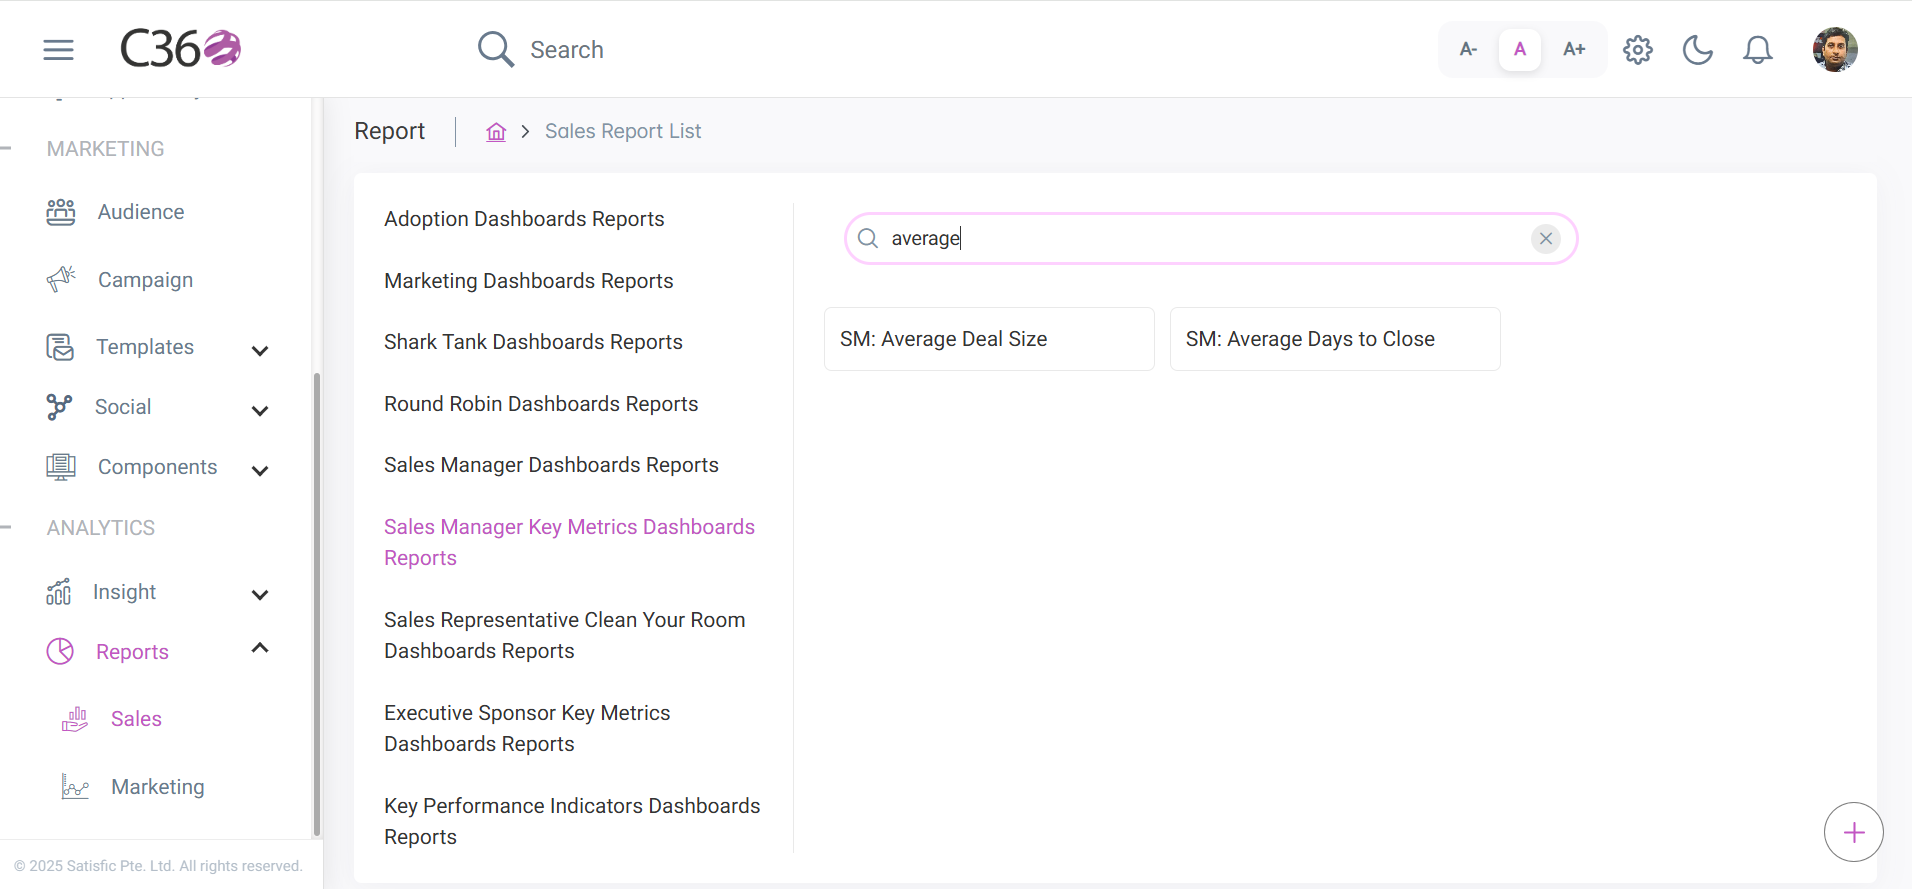 C360
Search
A-
A
A+
MARKETING
Audience
Campaign
Templates
Social
Components
ANALYTICS
Insight
Reports
Sales
Marketing
© 2025 Satisfic Pte. Ltd. All rights reserved.
Report
Sales Report List
Adoption Dashboards Reports
Marketing Dashboards Reports
Shark Tank Dashboards Reports
Round Robin Dashboards Reports
Sales Manager Dashboards Reports
Sales Manager Key Metrics Dashboards
Reports
Sales Representative Clean Your Room
Dashboards Reports
Executive Sponsor Key Metrics
Dashboards Reports
Key Performance Indicators Dashboards
Reports
average
SM: Average Deal Size
SM: Average Days to Close